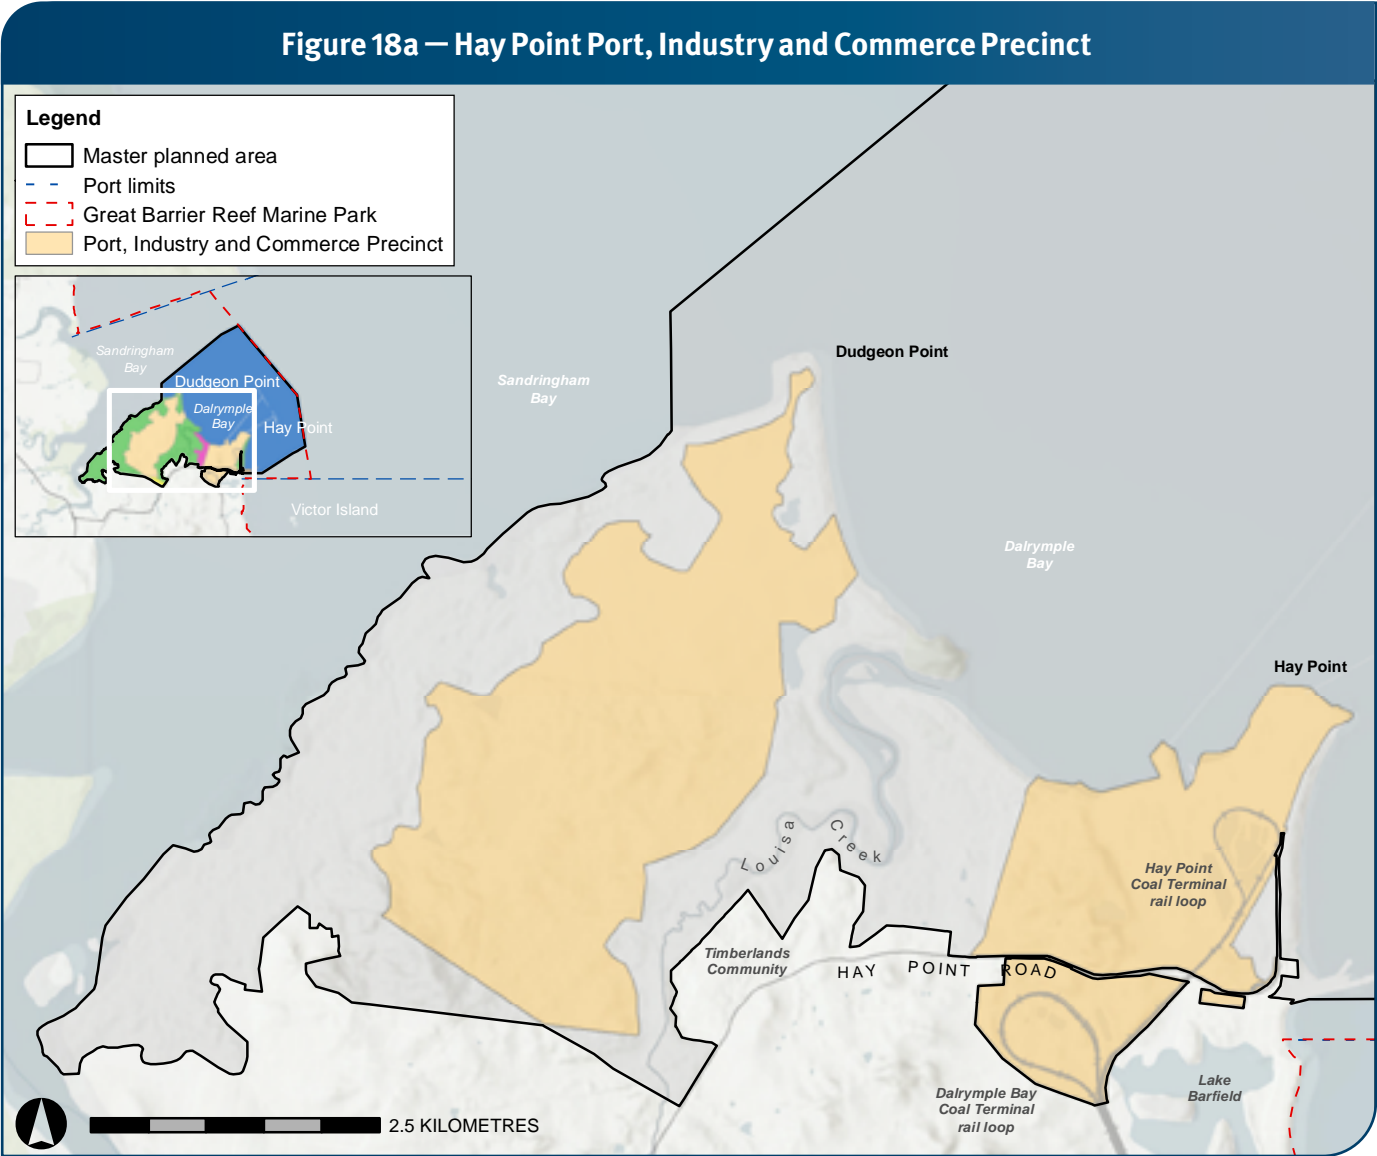 Figure 18a — Hay Point Port, Industry and Commerce Precinct
Legend
Master planned area
Port limits
Great Barrier Reef Marine Park
Port, Industry and Commerce Precinct
Sandringham
Bay
Dudgeon Point
Dalrymple
Bay
Hay Point
Victor Island
Dudgeon Point
Sandringham
Bay
Dalrymple
Bay
Hay Point
Louisa Creek
Hay Point
Coal Terminal
rail loop
Timberlands
Community
HAY POINT ROAD
Lake
Barfield
Dalrymple Bay
Coal Terminal
rail loop
2.5 KILOMETRES